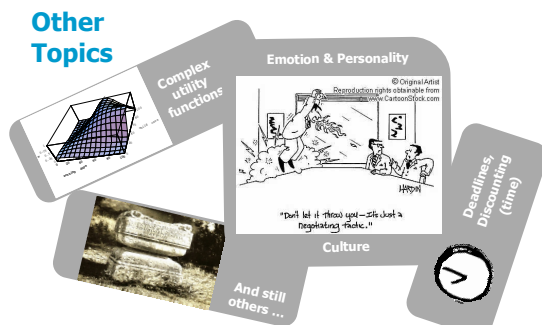 Other
Topics
Complex
utility
functions
Emotion & Personality
© Original Artist
Reproduction rights obtainable from
www.CartoonStock.com
HARDIN
"Don't let it throw you—It's just a
negotiating tactic."
Culture
Deadlines,
Discounting
(time)
And still
others ...